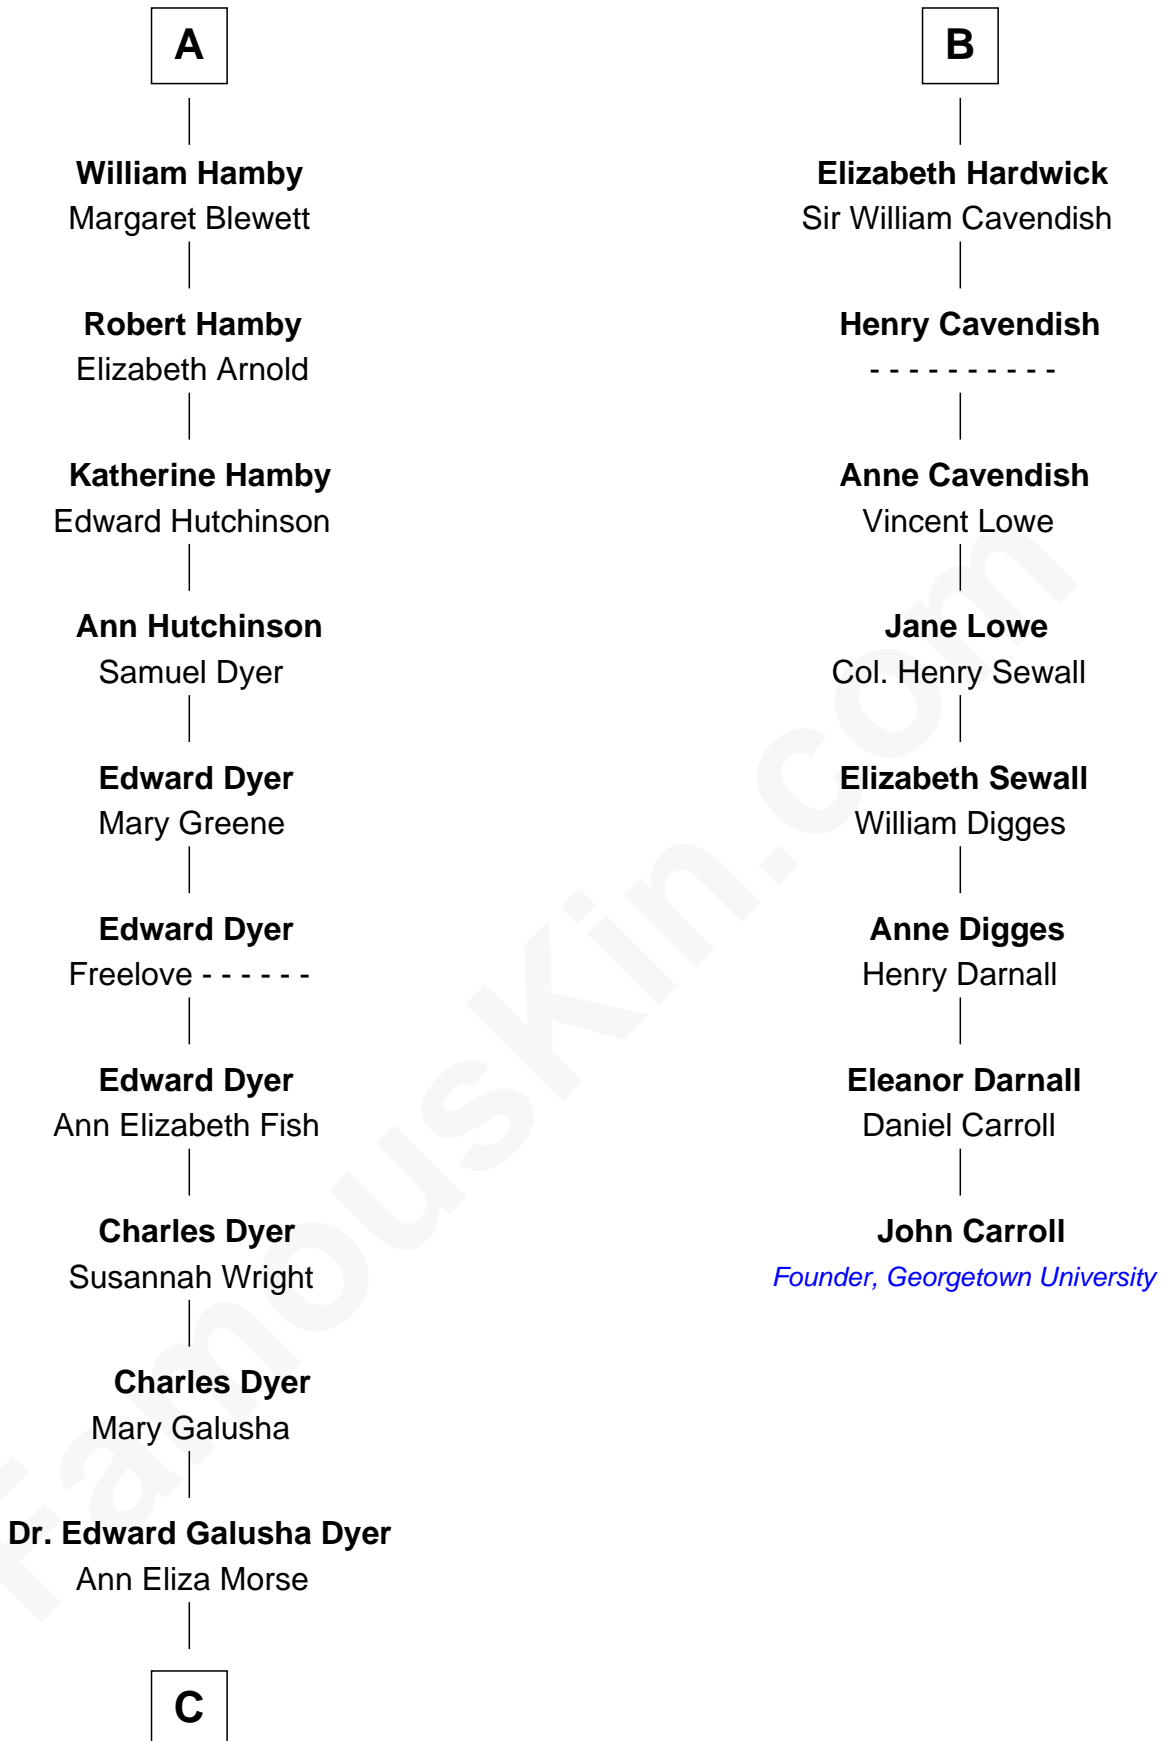 A
William Hamby
Margaret Blewett
Robert Hamby
Elizabeth Arnold
Katherine Hamby
Edward Hutchinson
Ann Hutchinson
Samuel Dyer
Edward Dyer
Mary Greene
Edward Dyer
Freelove - - - - - -
Edward Dyer
Ann Elizabeth Fish
Charles Dyer
Susannah Wright
Charles Dyer
Mary Galusha
Dr. Edward Galusha Dyer
Ann Eliza Morse
C
B
Elizabeth Hardwick
Sir William Cavendish
Henry Cavendish
- - - - - - - - - -
Anne Cavendish
Vincent Lowe
Jane Lowe
Col. Henry Sewall
Elizabeth Sewall
William Digges
Anne Digges
Henry Darnall
Eleanor Darnall
Daniel Carroll
John Carroll
Founder, Georgetown University
FamousKin.com